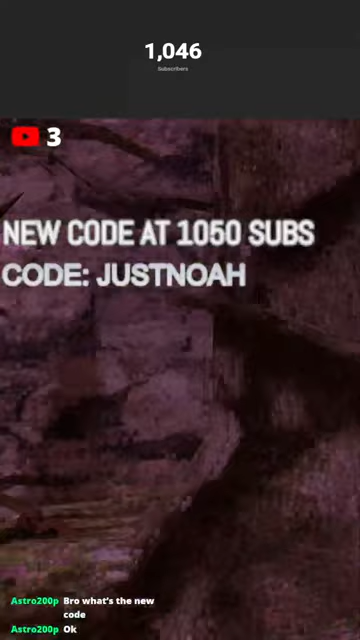 1,046
Subscribers
3
NEW CODE AT 1050 SUBS
CODE: JUSTNOAH
Astro200p Bro what's the new
code
Astro200p Ok